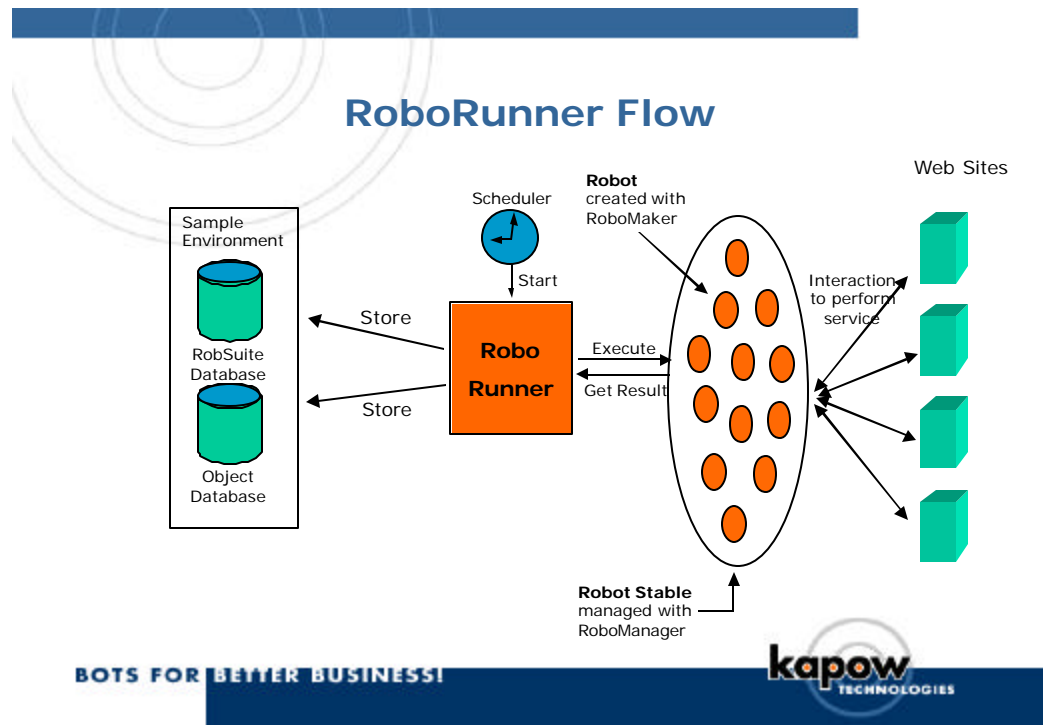 RoboRunner Flow
Web Sites
Robot
created with
RoboMaker
Scheduler
Sample
Environment
Start
Interaction
to perform
service
Store
Robo
Runner
Execute
Get Result
RobSuite
Database
Store
Object
Database
Robot Stable
managed with
RoboManager
BOTS FOR BETTER BUSINESS!
kapow
TECHNOLOGIES